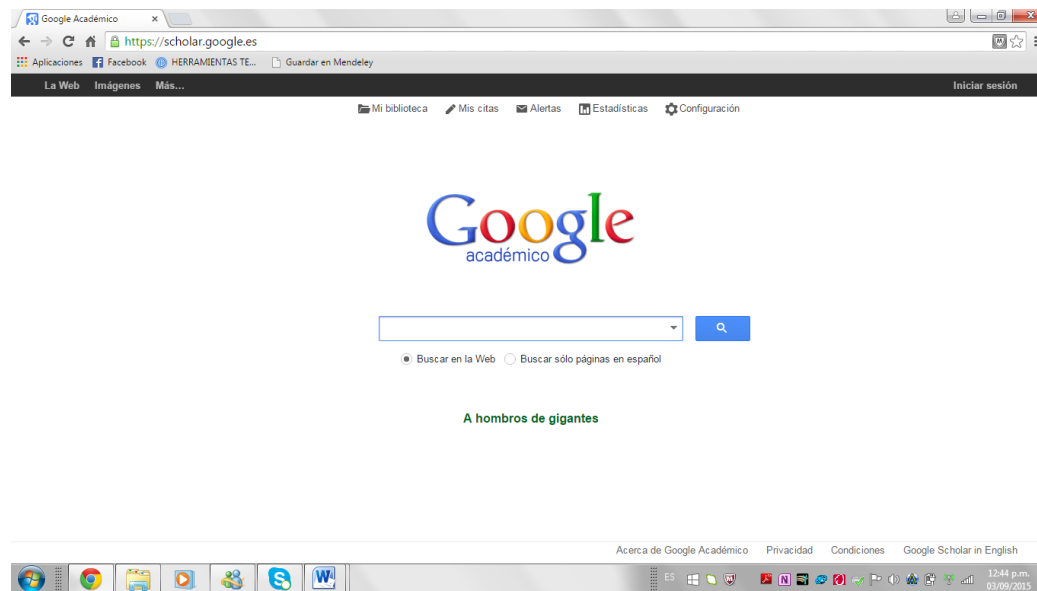 Google Académico
https://scholar.google.es
Aplicaciones Facebook HERRAMIENTAS TE... Guardar en Mendeley
La Web Imágenes Más... Iniciar sesión
Mi biblioteca Mis citas Alertas Estadísticas Configuración
Google
académico
Buscar en la Web Buscar sólo páginas en español
A hombros de gigantes
Acerca de Google Académico Privacidad Condiciones Google Scholar in English
ES 12:44 p.m.
03/09/2015